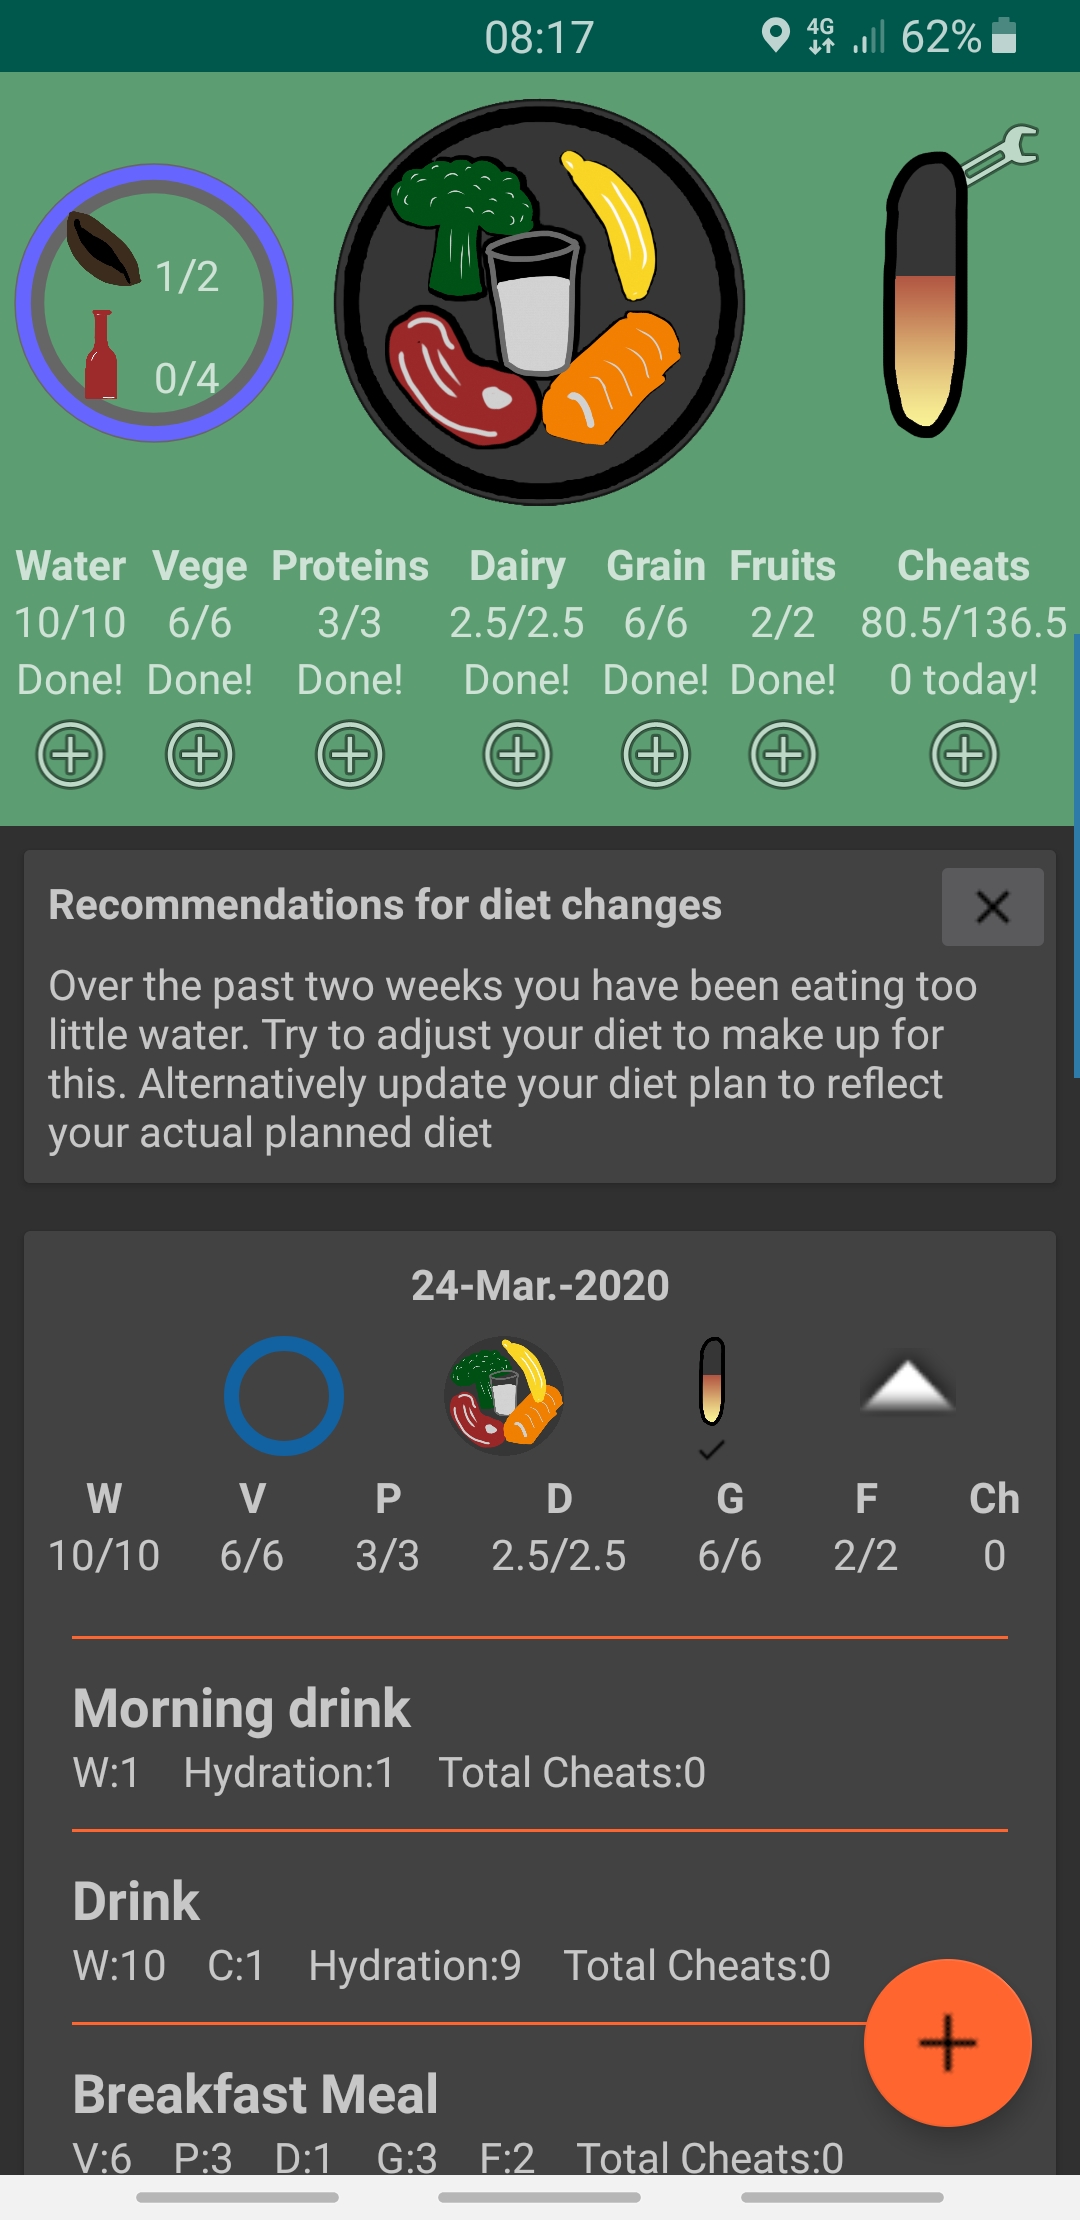 08:17 4G 62%
1/2
0/4
Water Vege Proteins Dairy Grain Fruits Cheats
10/10 6/6 3/3 2.5/2.5 6/6 2/2 80.5/136.5
Done! Done! Done! Done! Done! Done! 0 today!
Recommendations for diet changes
Over the past two weeks you have been eating too
little water. Try to adjust your diet to make up for
this. Alternatively update your diet plan to reflect
your actual planned diet
24-Mar.-2020
W V P D G F Ch
10/10 6/6 3/3 2.5/2.5 6/6 2/2 0
Morning drink
W:1 Hydration:1 Total Cheats:0
Drink
W:10 C:1 Hydration:9 Total Cheats:0
Breakfast Meal
V:6 P:3 D:1 G:3 F:2 Total Cheats:0